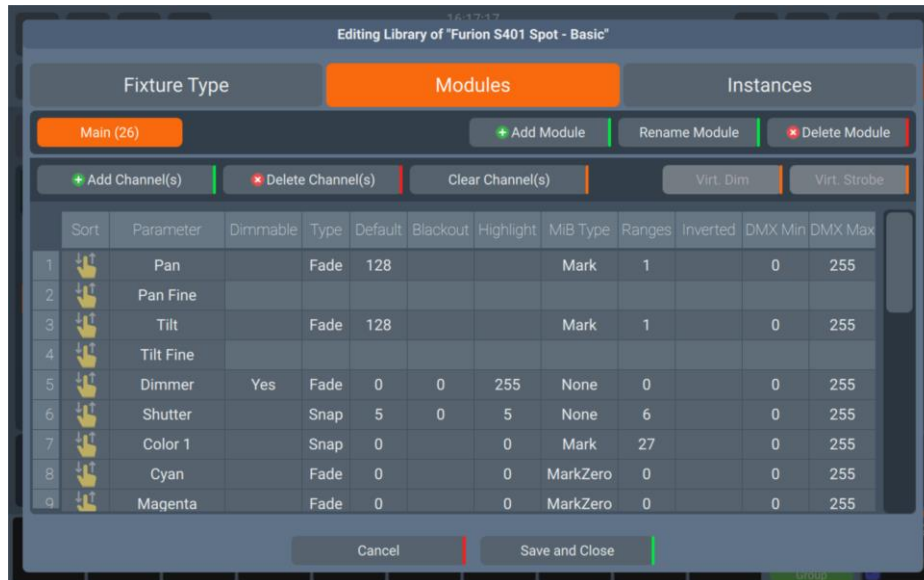 16:17:17
Editing Library of "Furion S401 Spot - Basic"
Fixture Type Modules Instances
Main (26) Add Module Rename Module Delete Module
Add Channel(s) Delete Channel(s) Clear Channel(s) Virt. Dim Virt. Strobe
Sort Parameter Dimmable Type Default Blackout Highlight MiB Type Ranges Inverted DMX Min DMX Max
1 Pan Fade 128 Mark 1 0 255
2 Pan Fine
3 Tilt Fade 128 Mark 1 0 255
4 Tilt Fine
5 Dimmer Yes Fade 0 0 255 None 0 0 255
6 Shutter Snap 5 0 5 None 6 0 255
7 Color 1 Snap 0 0 Mark 27 0 255
8 Cyan Fade 0 0 MarkZero 0 0 255
9 Magenta Fade 0 0 MarkZero 0 0 255
Cancel Save and Close
Group